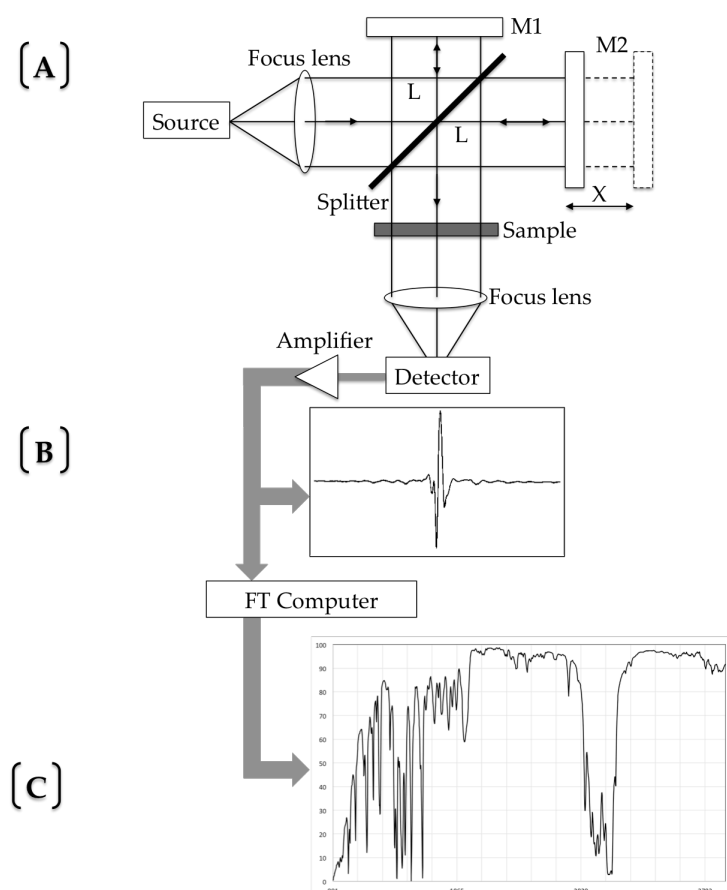 [A]
M1
M2
Focus lens
L
Source
L
X
Splitter
Sample
Focus lens
Amplifier
Detector
[B]
FT Computer
100
90
80
70
60
50
40
30
20
10
0
[C]